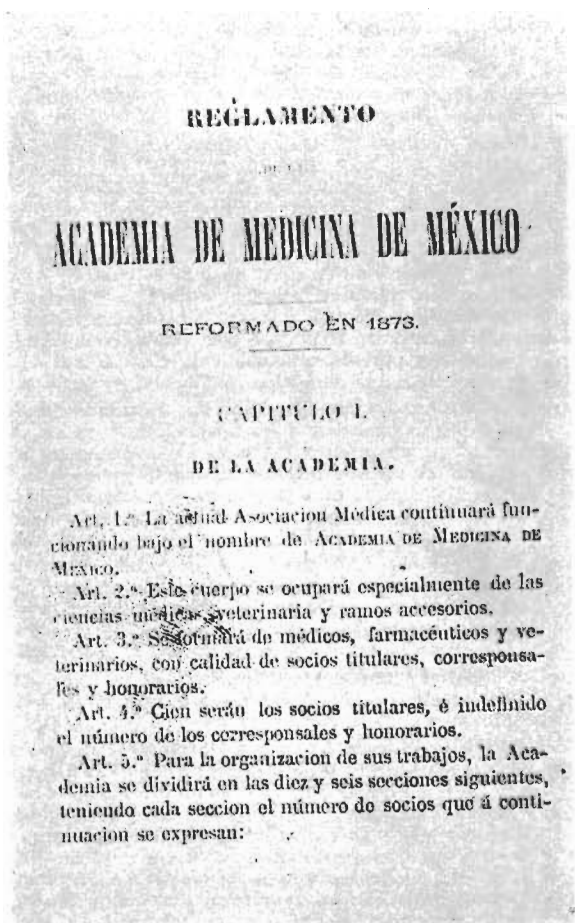 REGLAMENTO
DE LA
ACADEMIA DE MEDICINA DE MÉXICO
REFORMADO EN 1873.
CAPITULO I.
DE LA ACADEMIA.
Art. 1.º La actual Asociacion Médica continuará fun-
cionando bajo el nombre de ACADEMIA DE MEDICINA DE
MÉXICO.
Art. 2.º Este cuerpo se ocupará especialmente de las
ciencias médicas, veterinaria y ramos accesorios.
Art. 3.º Se formará de médicos, farmacéuticos y ve-
terinarios, con calidad de socios titulares, corresponsa-
les y honorarios.
Art. 4.º Cien serán los socios titulares, é indefinido
el número de los corresponsales y honorarios.
Art. 5.º Para la organizacion de sus trabajos, la Aca-
demia se dividirá en las diez y seis secciones siguientes,
teniendo cada seccion el número de socios que á conti-
nuacion se expresan: